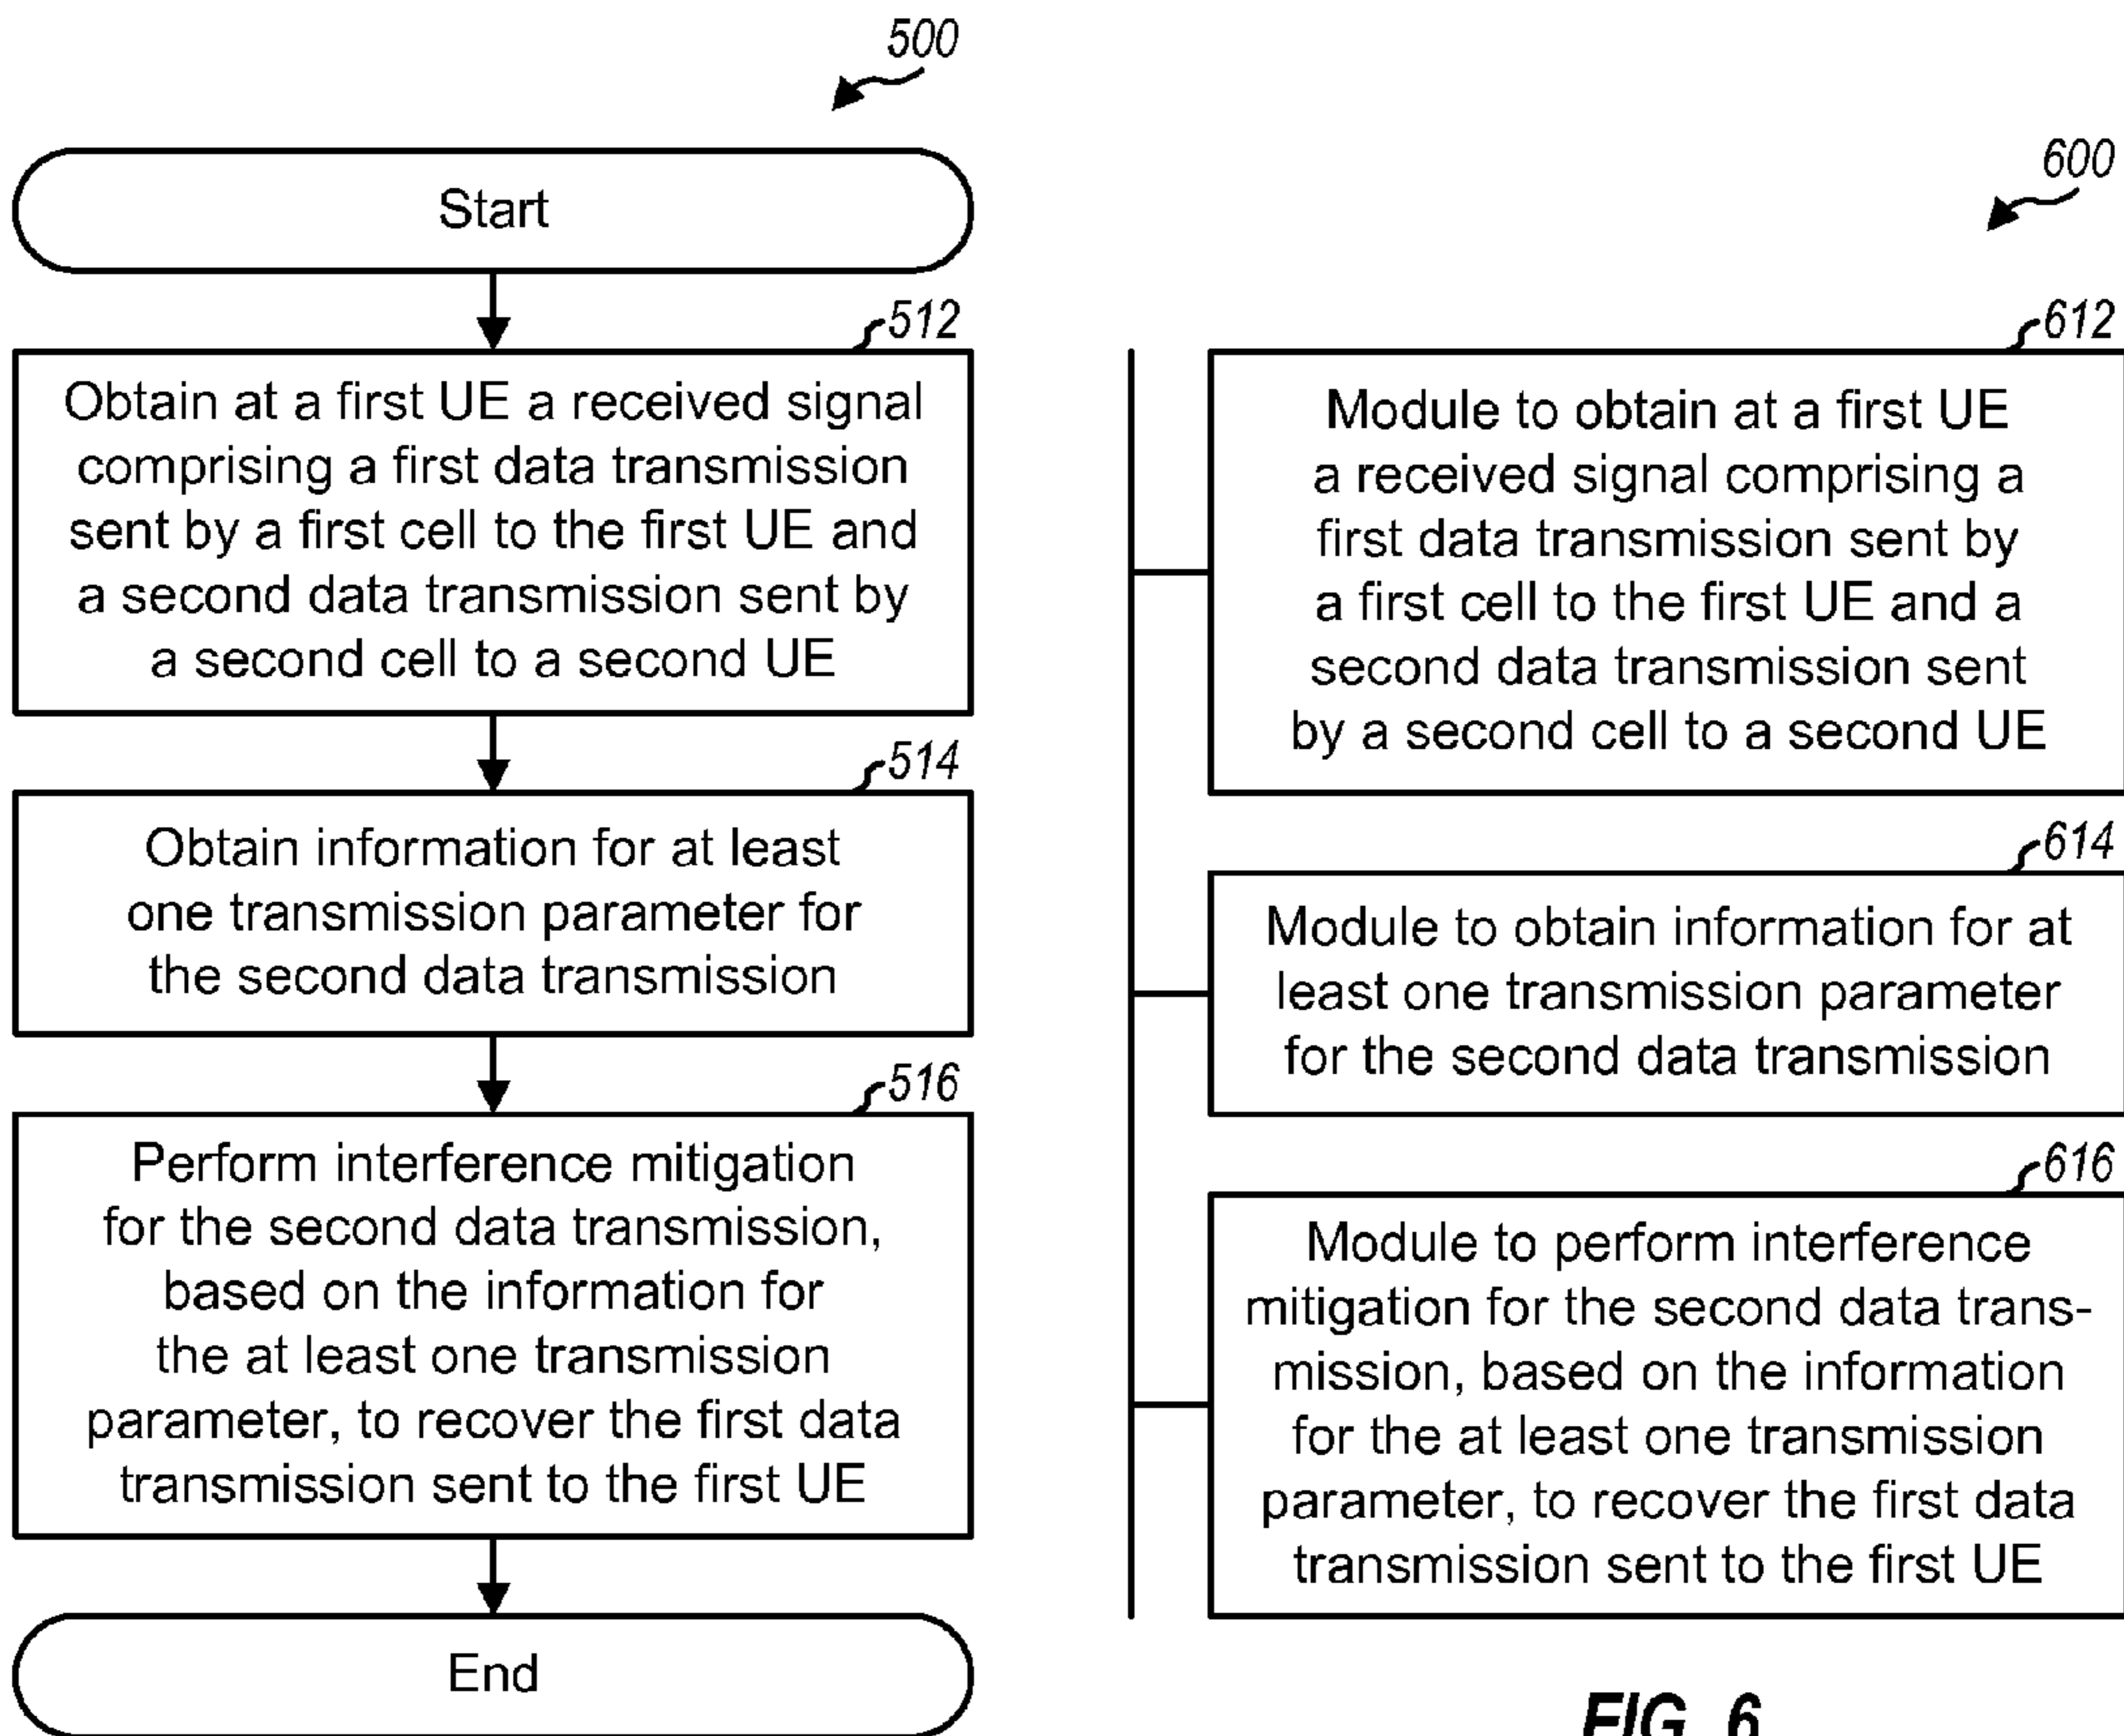 500
Start
512
Obtain at a first UE a received signal
comprising a first data transmission
sent by a first cell to the first UE and
a second data transmission sent by
a second cell to a second UE
514
Obtain information for at least
one transmission parameter for
the second data transmission
516
Perform interference mitigation
for the second data transmission,
based on the information for
the at least one transmission
parameter, to recover the first data
transmission sent to the first UE
End
600
612
Module to obtain at a first UE
a received signal comprising a
first data transmission sent by
a first cell to the first UE and a
second data transmission sent
by a second cell to a second UE
614
Module to obtain information for at
least one transmission parameter
for the second data transmission
616
Module to perform interference
mitigation for the second data trans-
mission, based on the information
for the at least one transmission
parameter, to recover the first data
transmission sent to the first UE
FIG. 6